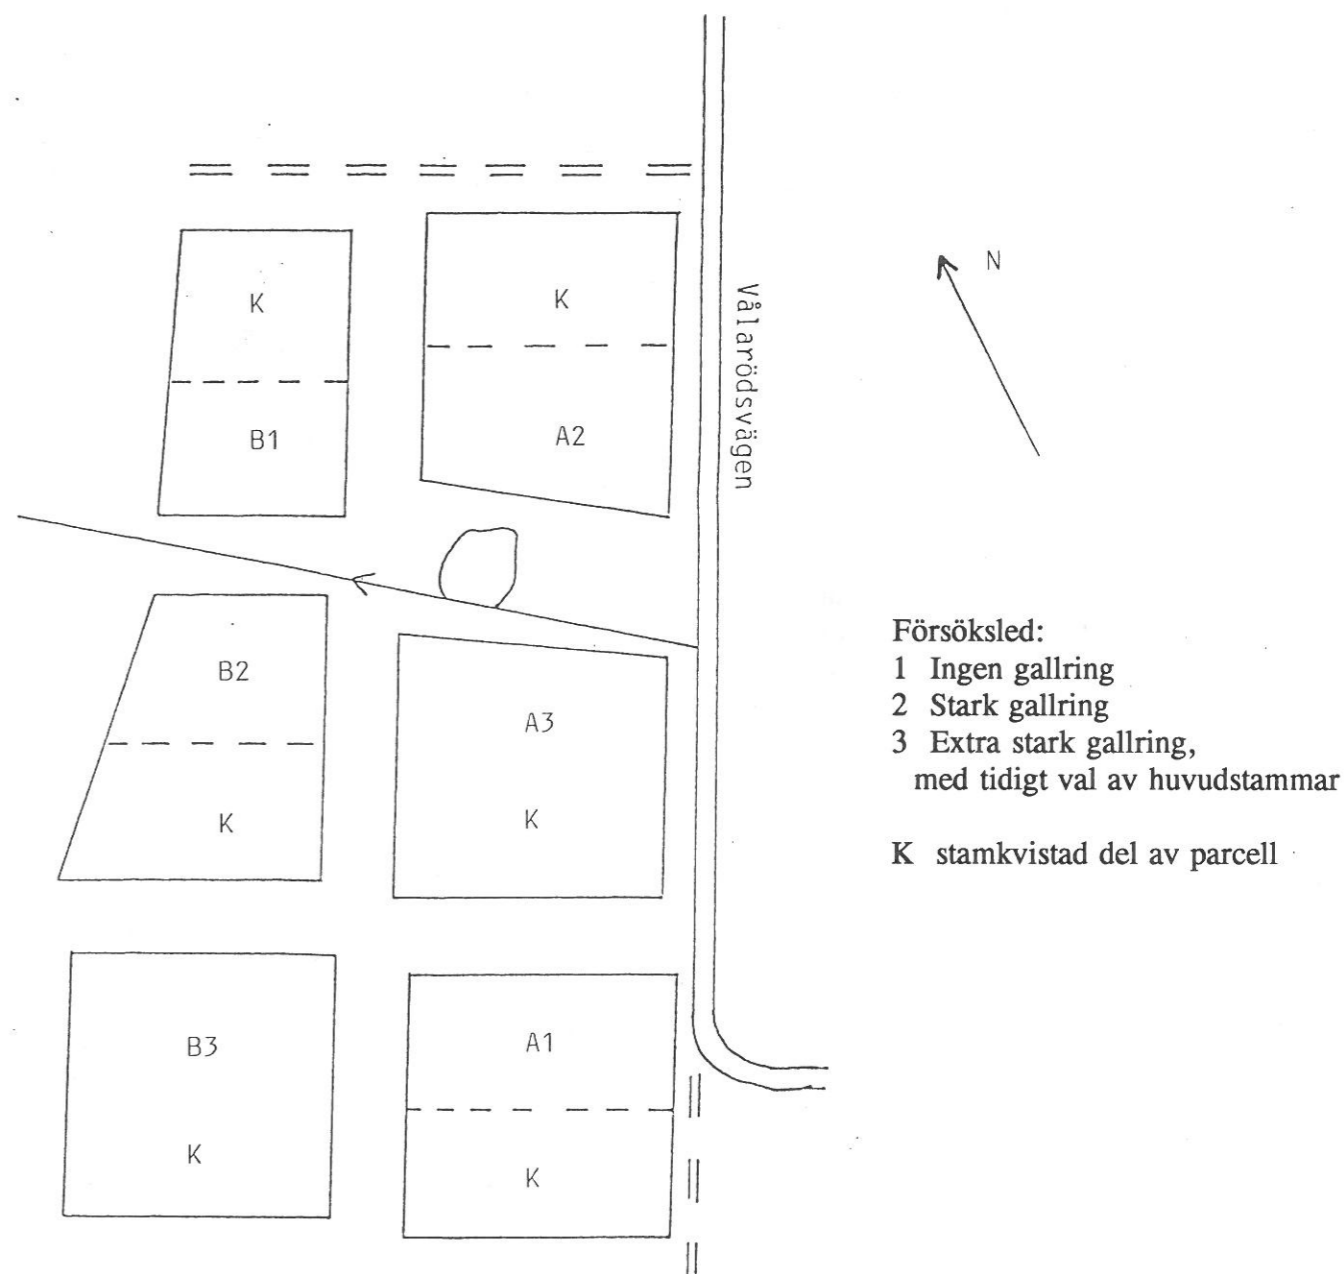 K
K
B1
A2
Vålarödsvägen
N
B2
K
A3
K
B3
K
A1
K
Försöksled:
1 Ingen gallring
2 Stark gallring
3 Extra stark gallring,
med tidigt val av huvudstammar
K stamkvistad del av parcell